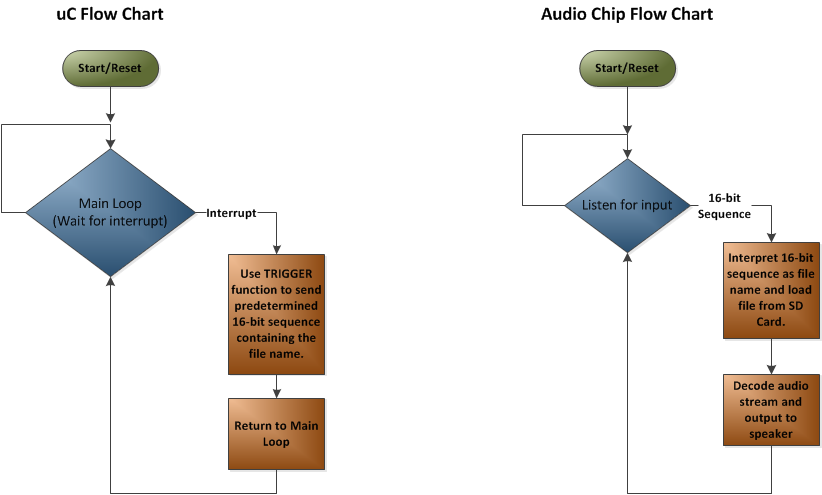 uC Flow Chart
Start/Reset
Main Loop
(Wait for interrupt)
Interrupt
Use TRIGGER
function to send
predetermined
16-bit sequence
containing the
file name.
Return to Main
Loop
Audio Chip Flow Chart
Start/Reset
Listen for input
16-bit
Sequence
Interpret 16-bit
sequence as file
name and load
file from SD
Card.
Decode audio
stream and
output to
speaker